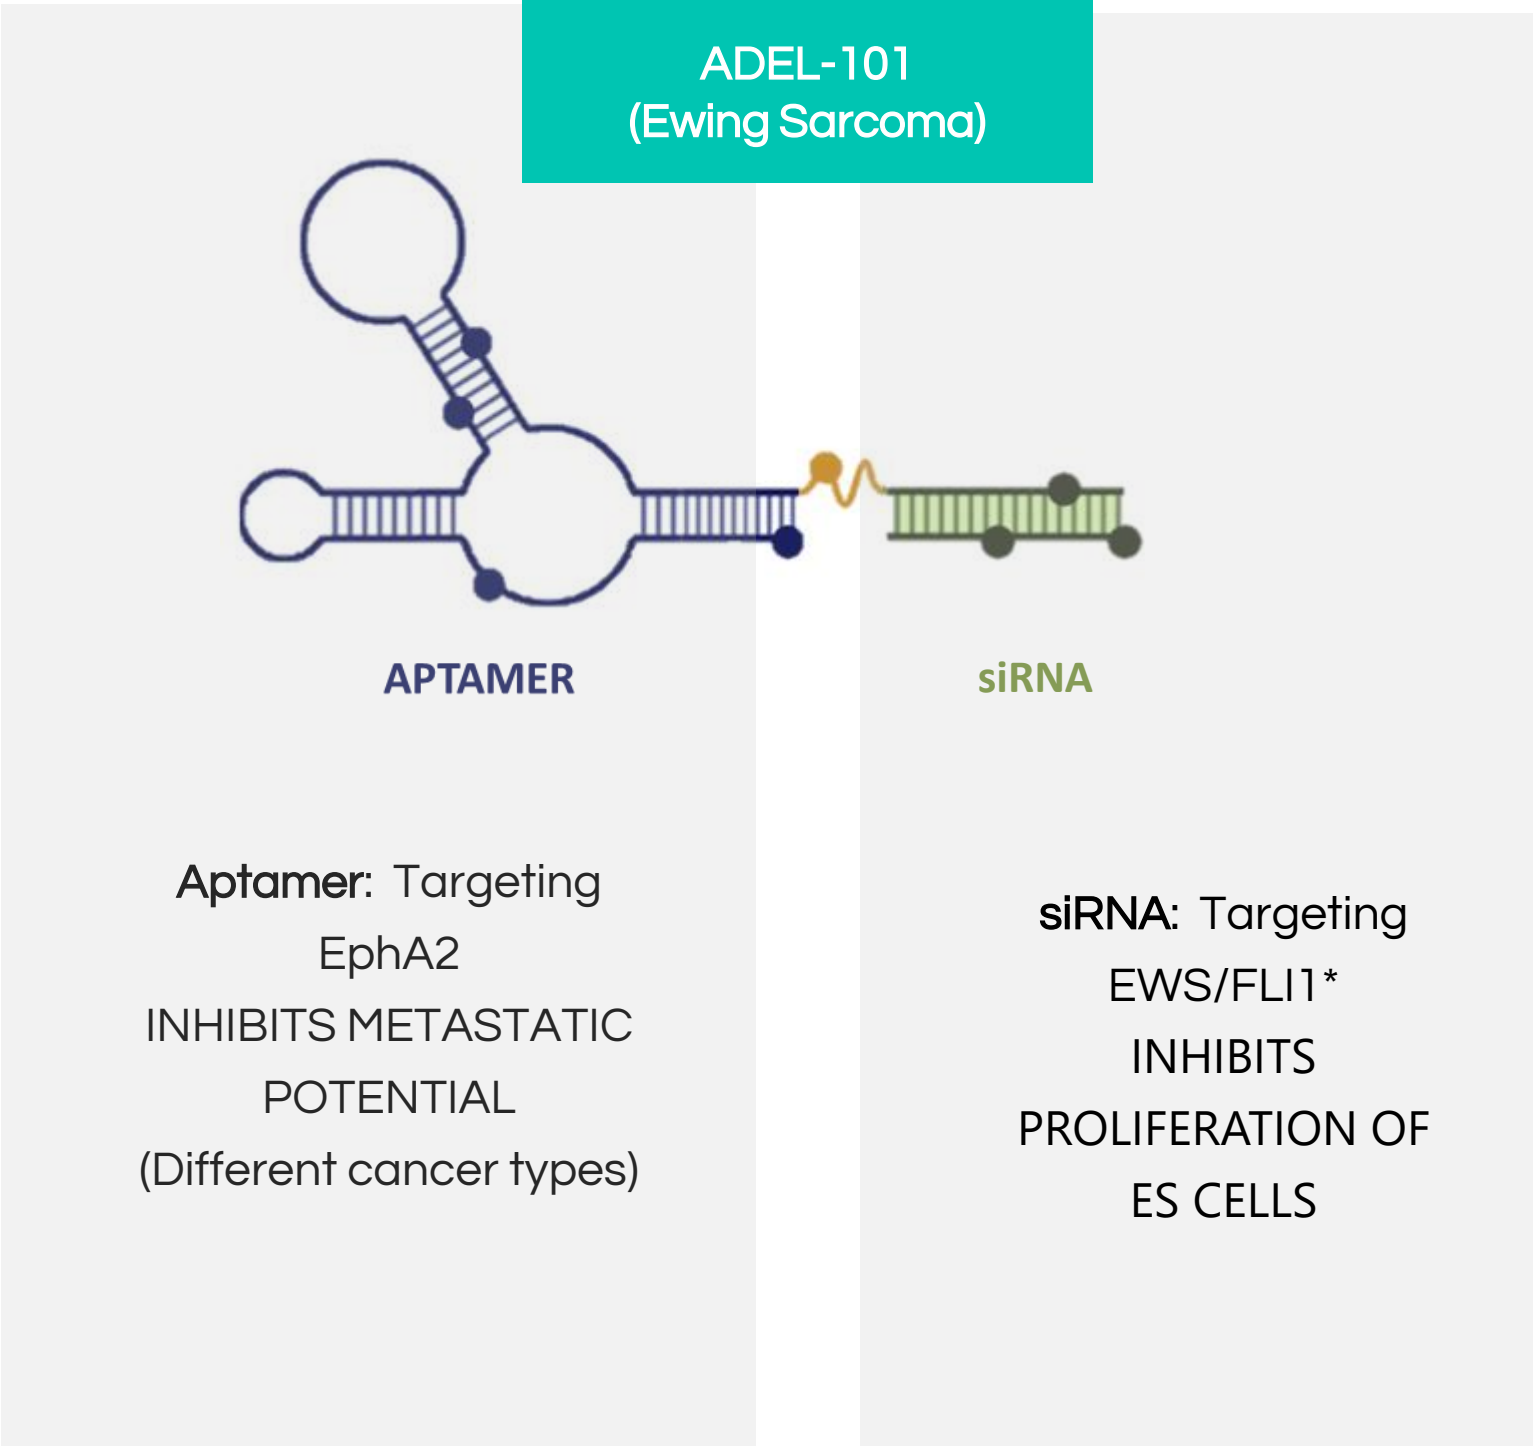 ADEL-101
(Ewing Sarcoma)
APTAMER
siRNA
Aptamer: Targeting
EphA2
INHIBITS METASTATIC
POTENTIAL
(Different cancer types)
siRNA: Targeting
EWS/FLI1*
INHIBITS
PROLIFERATION OF
ES CELLS